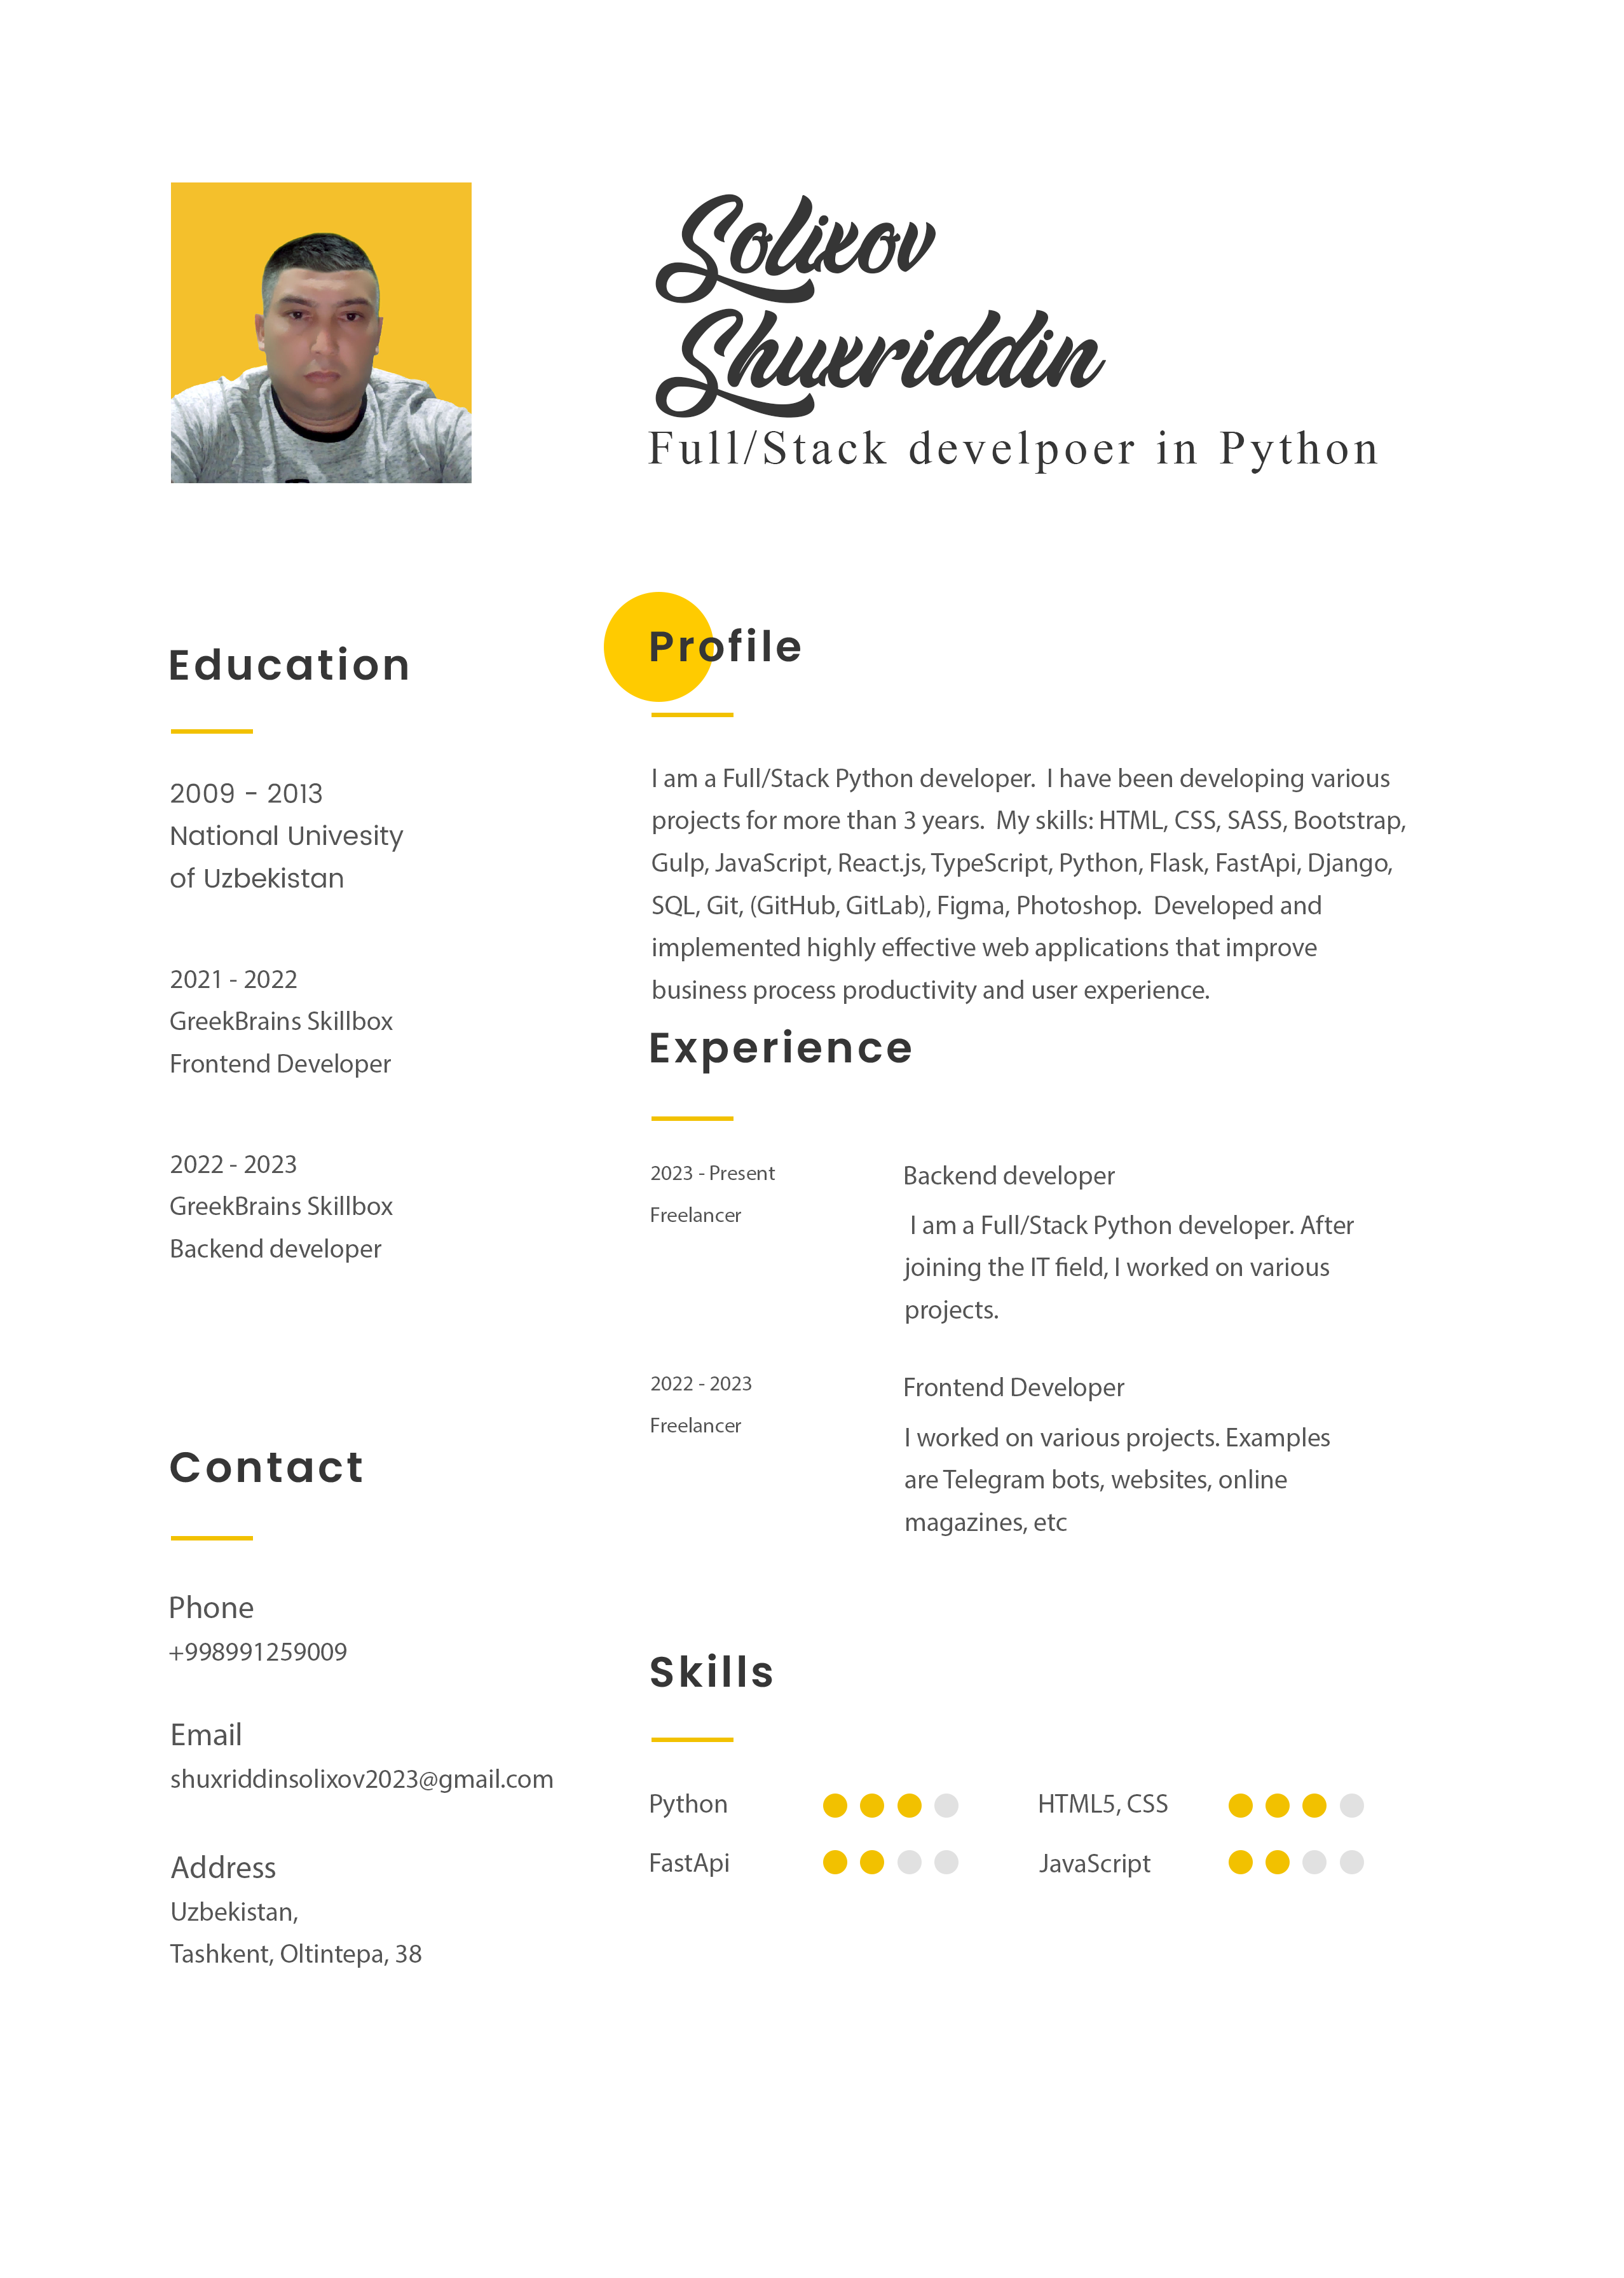 Solixov
Shuxriddin
Full/Stack develpoer in Python
Education
2009 - 2013
National Univesity
of Uzbekistan
2021 - 2022
GreekBrains Skillbox
Frontend Developer
2022 - 2023
GreekBrains Skillbox
Backend developer
Contact
Phone
+998991259009
Email
shuxriddinsolixov2023@gmail.com
Address
Uzbekistan,
Tashkent, Oltintepa, 38
Profile
I am a Full/Stack Python developer.  I have been developing various
projects for more than 3 years.  My skills: HTML, CSS, SASS, Bootstrap,
Gulp, JavaScript, React.js, TypeScript, Python, Flask, FastApi, Django,
SQL, Git, (GitHub, GitLab), Figma, Photoshop.  Developed and
implemented highly effective web applications that improve
business process productivity and user experience.
Experience
2023 - Present
Freelancer
Backend developer
I am a Full/Stack Python developer. After
joining the IT field, I worked on various
projects.
2022 - 2023
Freelancer
Frontend Developer
I worked on various projects. Examples
are Telegram bots, websites, online
magazines, etc
Skills
Python
HTML5, CSS
FastApi
JavaScript